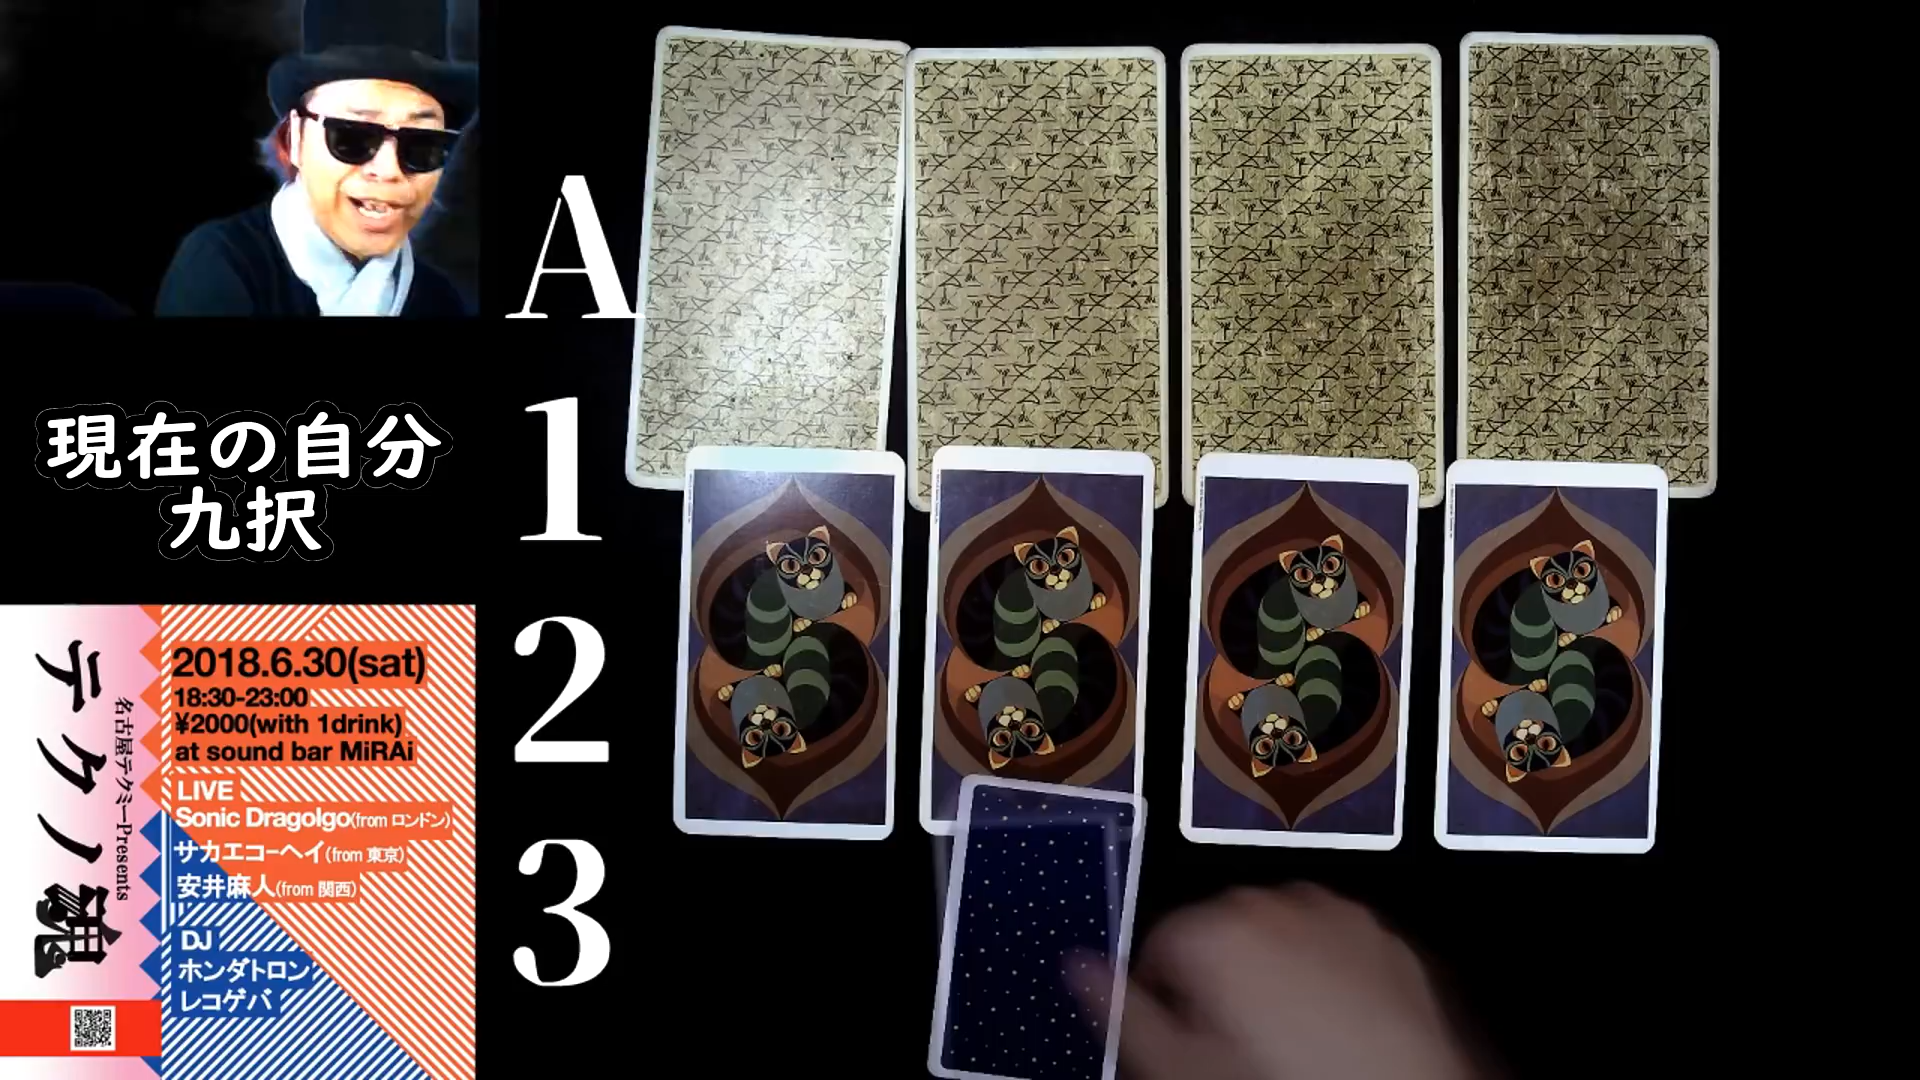 A
1
2
3
現在の自分
九択
テクノ魂
名古屋テクミーPresents
2018.6.30(sat)
18:30-23:00
¥2000(with 1drink)
at sound bar MiRAi
LIVE
Sonic Dragolgo(from ロンドン)
サカエコーヘイ(from 東京)
安井麻人(from 関西)
DJ
ホンダトロン
レコゲバ